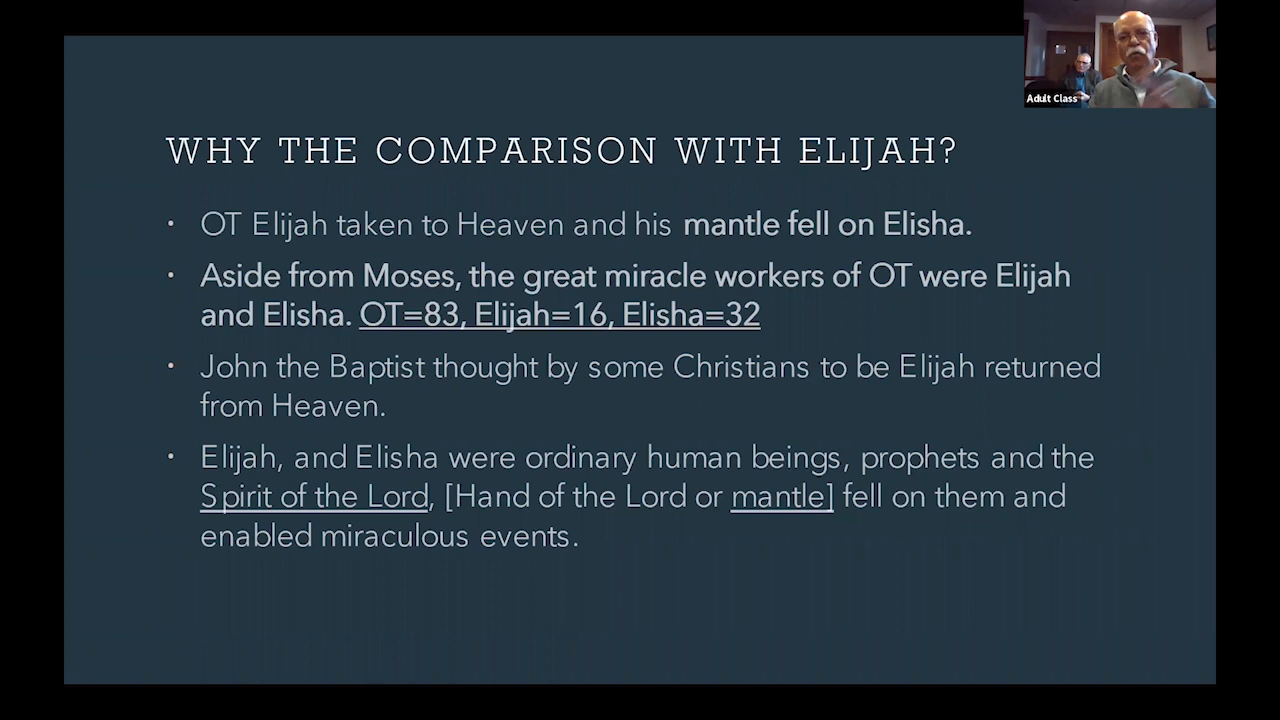 Adult Class
WHY THE COMPARISON WITH ELIJAH?
• OT Elijah taken to Heaven and his mantle fell on Elisha.
• Aside from Moses, the great miracle workers of OT were Elijah
and Elisha. OT=83, Elijah=16, Elisha=32
• John the Baptist thought by some Christians to be Elijah returned
from Heaven.
• Elijah, and Elisha were ordinary human beings, prophets and the
Spirit of the Lord, [Hand of the Lord or mantle] fell on them and
enabled miraculous events.